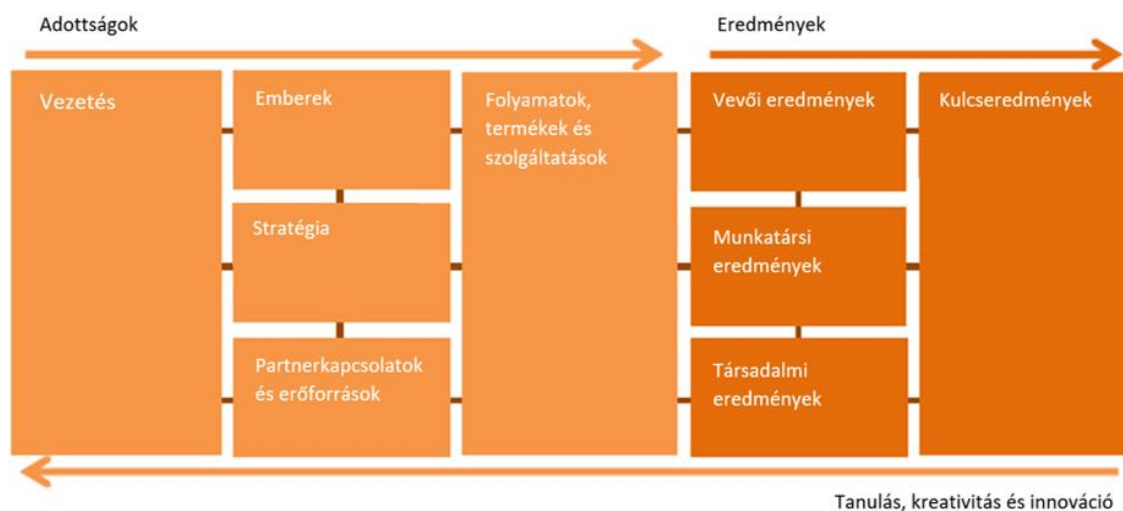 Adottságok
Eredmények
Vezetés
Emberek
Stratégia
Partnerkapcsolatok
és erőforrások
Folyamatok,
termékek és
szolgáltatások
Vevői eredmények
Munkatársi
eredmények
Társadalmi
eredmények
Kulcseredmények
Tanulás, kreativitás és innováció